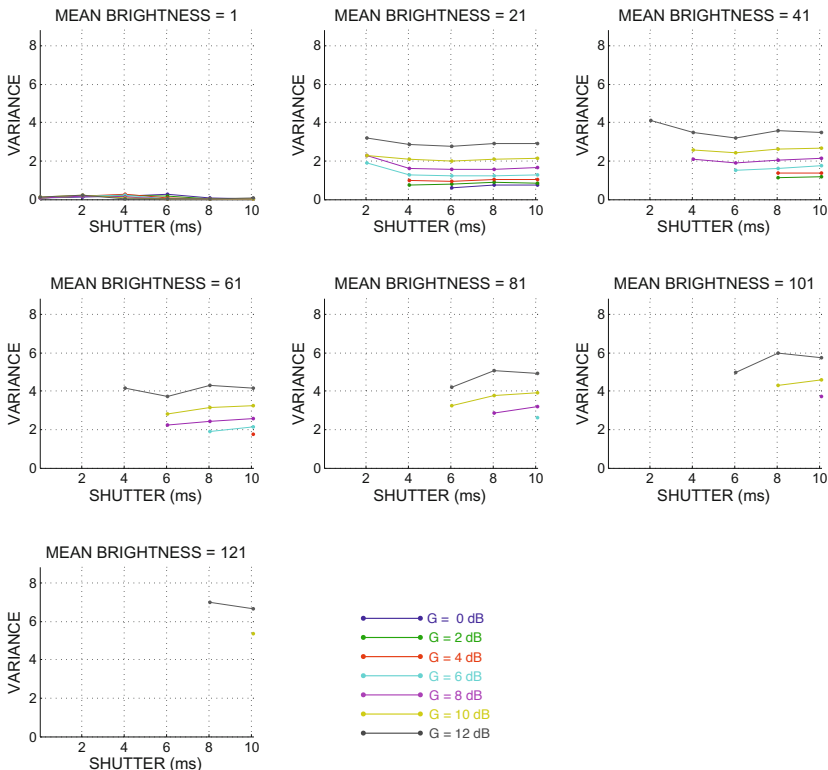 MEAN BRIGHTNESS = 1
VARIANCE
8
6
4
2
0
2 4 6 8 10
SHUTTER (ms)
MEAN BRIGHTNESS = 21
VARIANCE
8
6
4
2
0
2 4 6 8 10
SHUTTER (ms)
MEAN BRIGHTNESS = 41
VARIANCE
8
6
4
2
0
2 4 6 8 10
SHUTTER (ms)
MEAN BRIGHTNESS = 61
VARIANCE
8
6
4
2
0
2 4 6 8 10
SHUTTER (ms)
MEAN BRIGHTNESS = 81
VARIANCE
8
6
4
2
0
2 4 6 8 10
SHUTTER (ms)
MEAN BRIGHTNESS = 101
VARIANCE
8
6
4
2
0
2 4 6 8 10
SHUTTER (ms)
MEAN BRIGHTNESS = 121
VARIANCE
8
6
4
2
0
2 4 6 8 10
SHUTTER (ms)
G = 0 dB
G = 2 dB
G = 4 dB
G = 6 dB
G = 8 dB
G = 10 dB
G = 12 dB